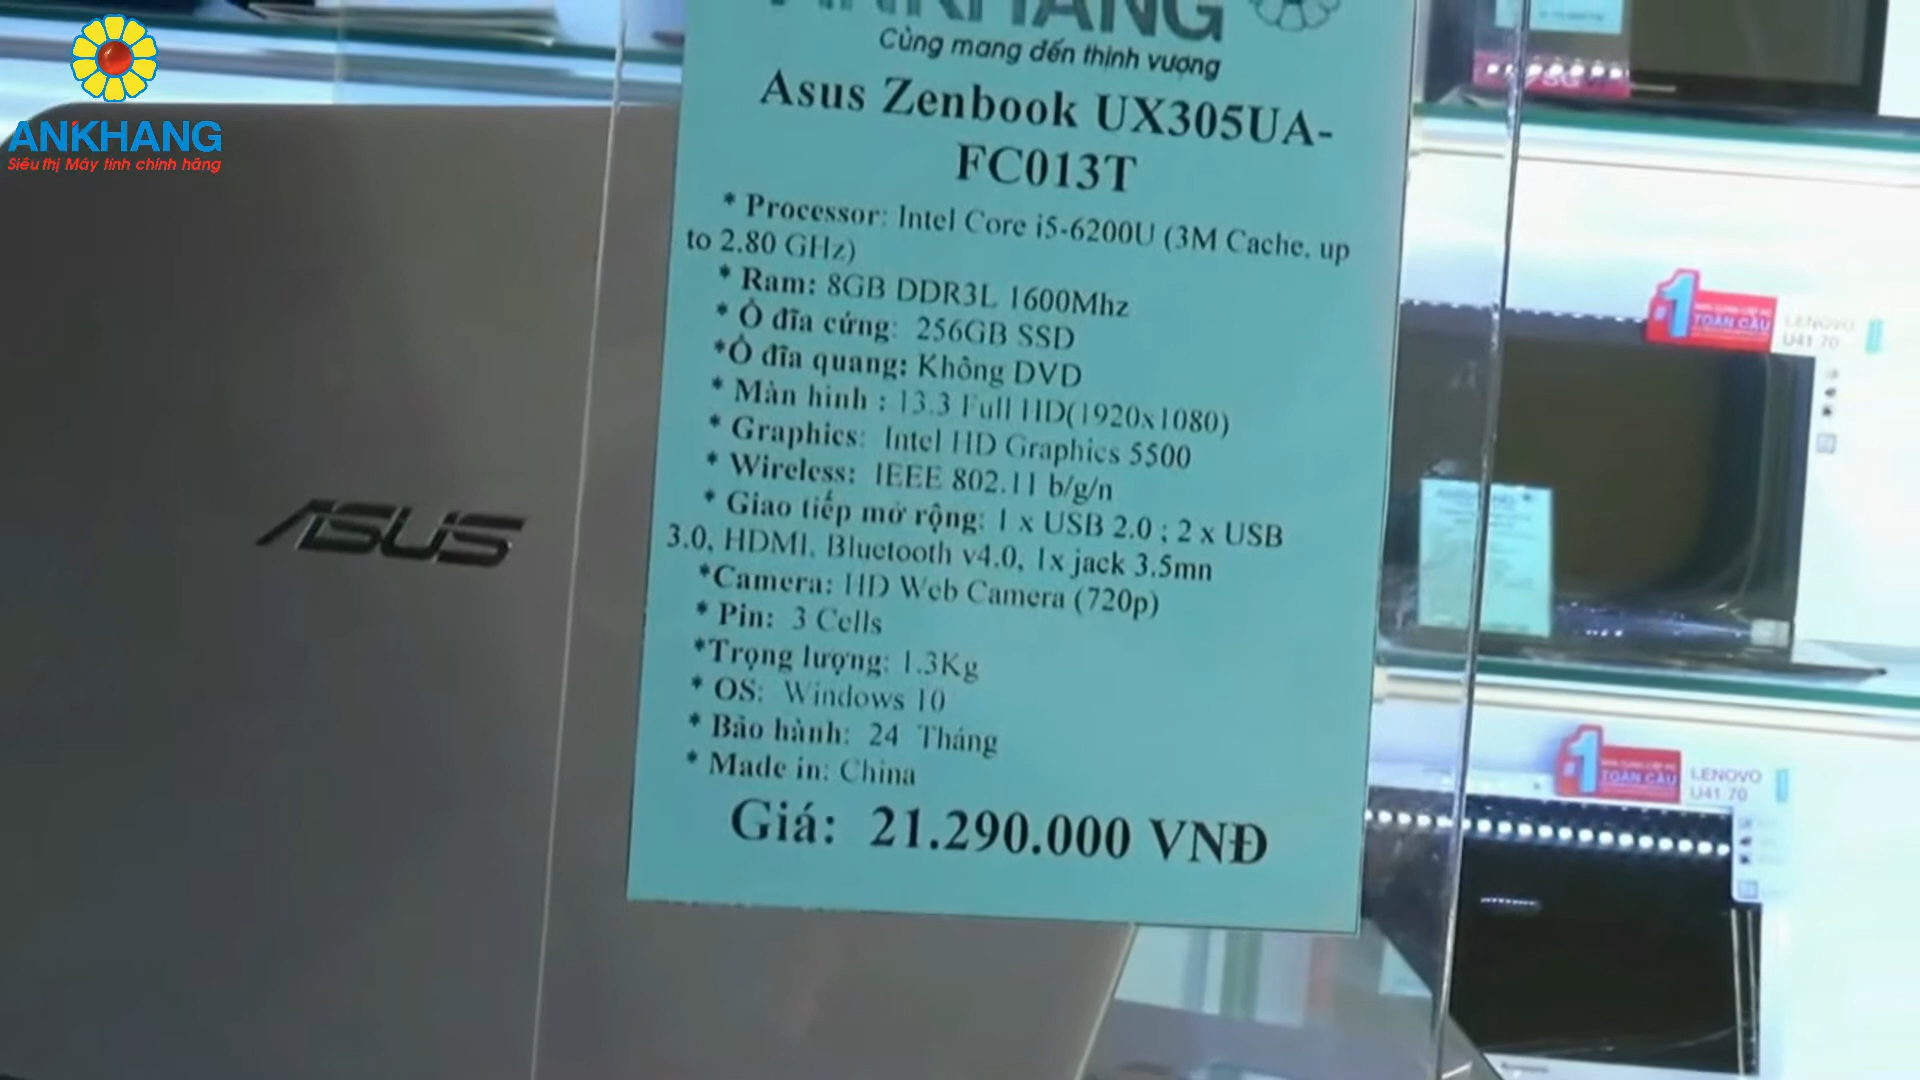 ANKHANG
Siêu thị Máy tính chính hãng
ANKHANG
Cùng mang đến thịnh vượng
Asus Zenbook UX305UA-
FC013T
* Processor: Intel Core i5-6200U (3M Cache, up
to 2.80 GHz)
* Ram: 8GB DDR3L 1600Mhz
* Ổ đĩa cứng: 256GB SSD
*Ổ đĩa quang: Không DVD
* Màn hình : 13.3 Full HD(1920x1080)
* Graphics: Intel HD Graphics 5500
* Wireless: IEEE 802.11 b/g/n
* Giao tiếp mở rộng: 1 x USB 2.0 ; 2 x USB
3.0, HDMI, Bluetooth v4.0, 1x jack 3.5mn
*Camera: HD Web Camera (720p)
* Pin: 3 Cells
*Trọng lượng: 1.3Kg
* OS: Windows 10
* Bảo hành: 24 Tháng
* Made in: China
Giá: 21.290.000 VNĐ
ASUS
#1
TOÀN CẦU
LENOVO
U41 70
#1
TOÀN CẦU
LENOVO
U41 70